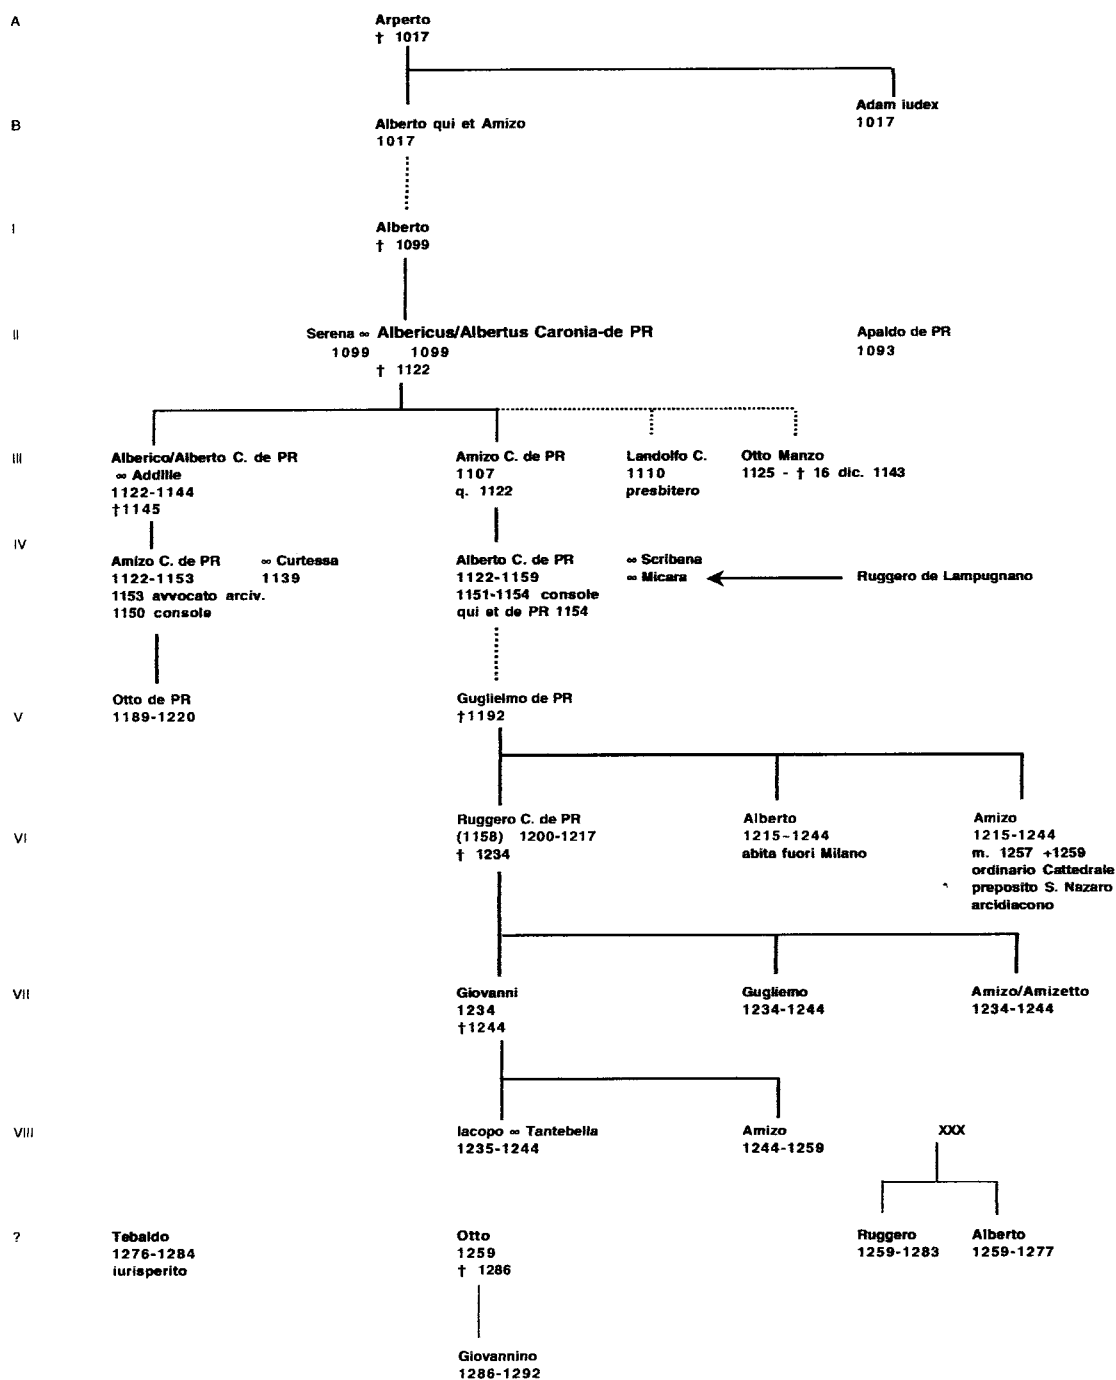 A
Arperto
† 1017
Adam iudex
1017
B
Alberto qui et Amizo
1017
I
Alberto
† 1099
II
Serena ∞ Albericus/Albertus Caronia-de PR
1099 1099
† 1122
Apaldo de PR
1093
III
Alberico/Alberto C. de PR
∞ Addilie
1122-1144
†1145
Amizo C. de PR
1107
q. 1122
Landolfo C.
1110
presbitero
Otto Manzo
1125 - † 16 dic. 1143
IV
Amizo C. de PR ∞ Curtessa
1122-1153 1139
1153 avvocato arciv.
1150 console
Alberto C. de PR
1122-1159
1151-1154 console
qui et de PR 1154
∞ Scribana
∞ Micara
Ruggero de Lampugnano
V
Otto de PR
1189-1220
Guglielmo de PR
†1192
VI
Ruggero C. de PR
(1158) 1200-1217
† 1234
Alberto
1215-1244
abita fuori Milano
Amizo
1215-1244
m. 1257 +1259
ordinario Cattedrale
preposito S. Nazaro
arcidiacono
VII
Giovanni
1234
†1244
Gugliemo
1234-1244
Amizo/Amizetto
1234-1244
VIII
Iacopo ∞ Tantebella
1235-1244
Amizo
1244-1259
XXX
?
Tebaldo
1276-1284
iurisperito
Otto
1259
† 1286
Ruggero
1259-1283
Alberto
1259-1277
Giovannino
1286-1292